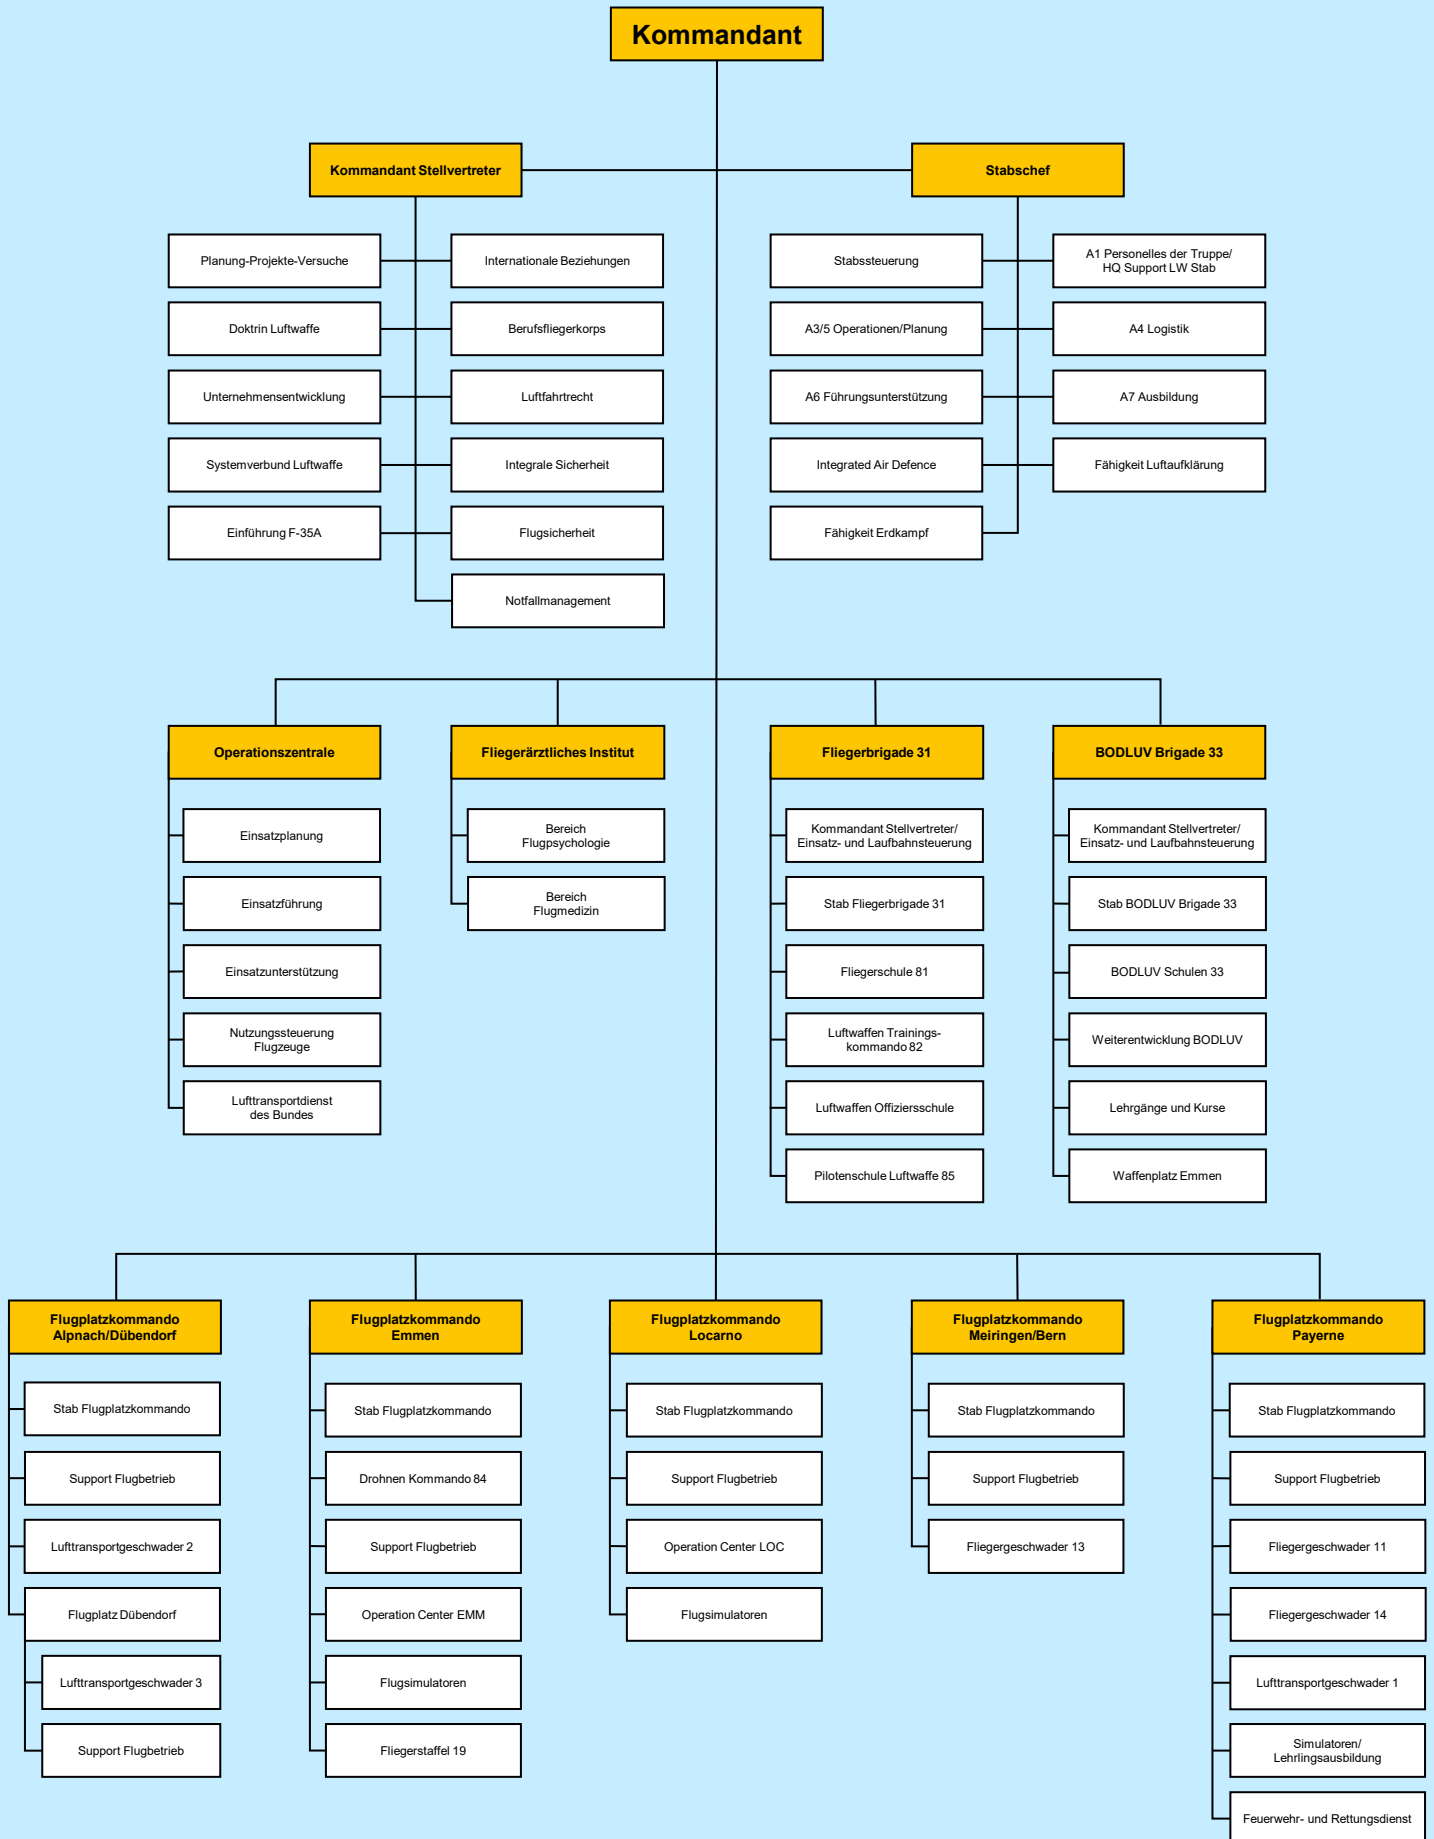 Kommandant
Kommandant Stellvertreter
Stabschef
Planung-Projekte-Versuche
Internationale Beziehungen
Doktrin Luftwaffe
Berufsfliegerkorps
Unternehmensentwicklung
Luftfahrtrecht
Systemverbund Luftwaffe
Integrale Sicherheit
Einführung F-35A
Flugsicherheit
Notfallmanagement
Stabssteuerung
A1 Personelles der Truppe/
HQ Support LW Stab
A3/5 Operationen/Planung
A4 Logistik
A6 Führungsunterstützung
A7 Ausbildung
Integrated Air Defence
Fähigkeit Luftaufklärung
Fähigkeit Erdkampf
Operationszentrale
Einsatzplanung
Einsatzführung
Einsatzunterstützung
Nutzungssteuerung
Flugzeuge
Lufttransportdienst
des Bundes
Fliegerärztliches Institut
Bereich
Flugpsychologie
Bereich
Flugmedizin
Fliegerbrigade 31
Kommandant Stellvertreter/
Einsatz- und Laufbahnsteuerung
Stab Fliegerbrigade 31
Fliegerschule 81
Luftwaffen Trainings-
kommando 82
Luftwaffen Offiziersschule
Pilotenschule Luftwaffe 85
BODLUV Brigade 33
Kommandant Stellvertreter/
Einsatz- und Laufbahnsteuerung
Stab BODLUV Brigade 33
BODLUV Schulen 33
Weiterentwicklung BODLUV
Lehrgänge und Kurse
Waffenplatz Emmen
Flugplatzkommando
Alpnach/Dübendorf
Stab Flugplatzkommando
Support Flugbetrieb
Lufttransportgeschwader 2
Flugplatz Dübendorf
Lufttransportgeschwader 3
Support Flugbetrieb
Flugplatzkommando
Emmen
Stab Flugplatzkommando
Drohnen Kommando 84
Support Flugbetrieb
Operation Center EMM
Flugsimulatoren
Fliegerstaffel 19
Flugplatzkommando
Locarno
Stab Flugplatzkommando
Support Flugbetrieb
Operation Center LOC
Flugsimulatoren
Flugplatzkommando
Meiringen/Bern
Stab Flugplatzkommando
Support Flugbetrieb
Fliegergeschwader 13
Flugplatzkommando
Payerne
Stab Flugplatzkommando
Support Flugbetrieb
Fliegergeschwader 11
Fliegergeschwader 14
Lufttransportgeschwader 1
Simulatoren/
Lehrlingsausbildung
Feuerwehr- und Rettungsdienst